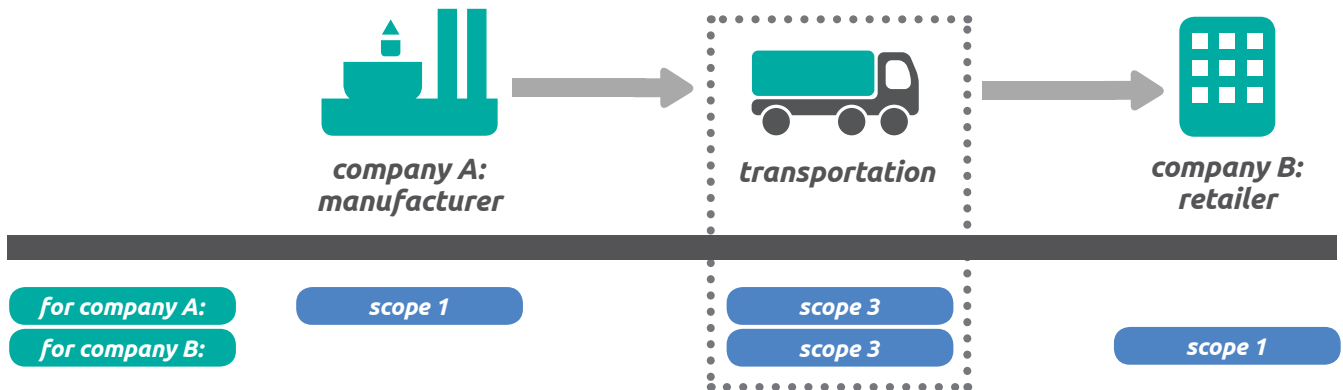 company A:
manufacturer
transportation
company B:
retailer
for company A:
scope 1
scope 3
for company B:
scope 3
scope 1